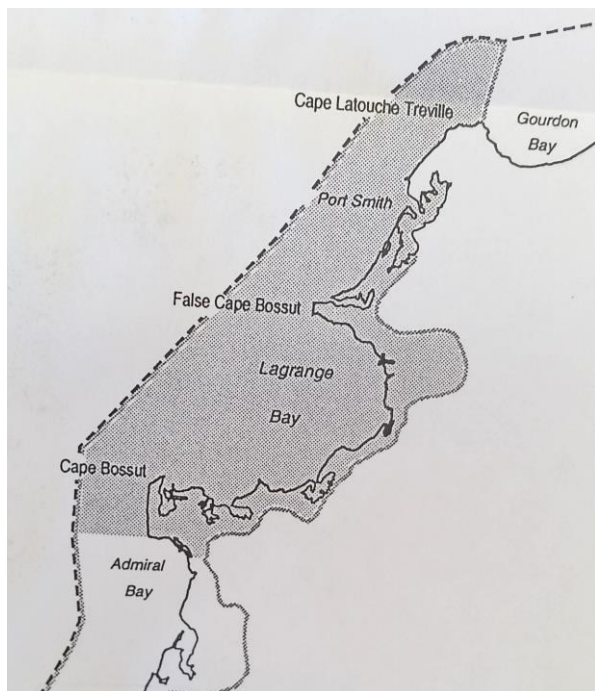 Cape Latouche Treville
Gourdon
Bay
Port Smith
False Cape Bossut
Lagrange
Bay
Cape Bossut
Admiral
Bay